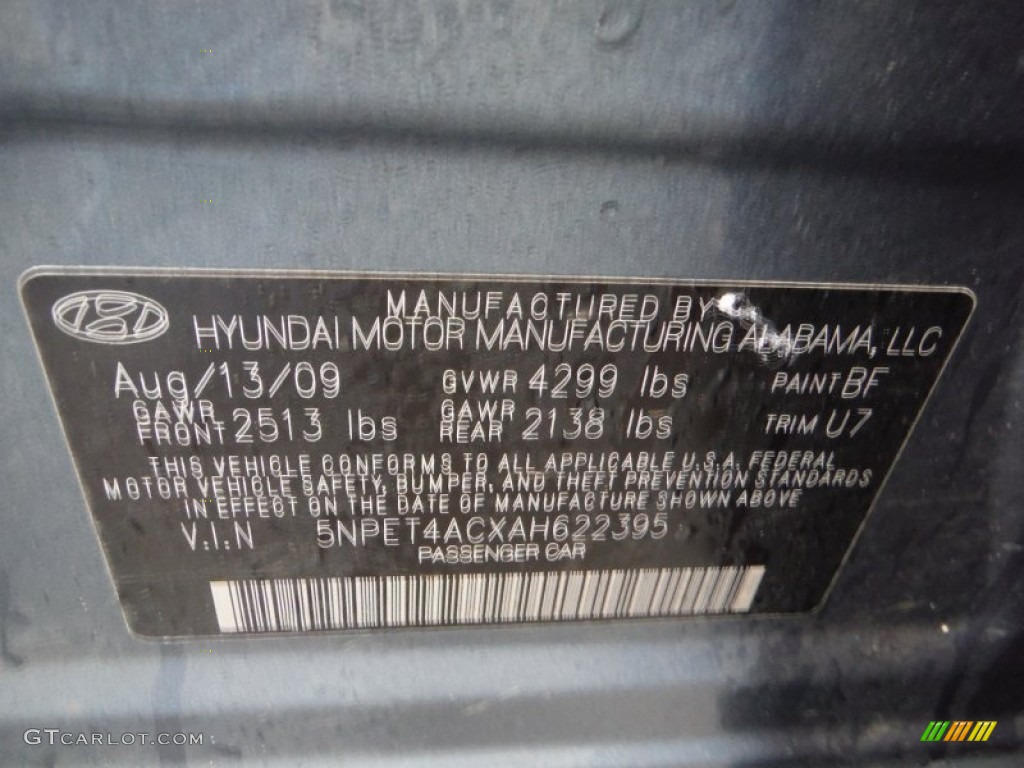 MANUFACTURED BY
HYUNDAI MOTOR MANUFACTURING ALABAMA, LLC
Aug/13/09 GVWR 4299 lbs PAINT BF
GAWR FRONT 2513 lbs GAWR REAR 2138 lbs TRIM U7
THIS VEHICLE CONFORMS TO ALL APPLICABLE U.S.A. FEDERAL
MOTOR VEHICLE SAFETY, BUMPER, AND THEFT PREVENTION STANDARDS
IN EFFECT ON THE DATE OF MANUFACTURE SHOWN ABOVE
V.I.N 5NPET4ACXAH622395
PASSENGER CAR
GTCARLOT.COM